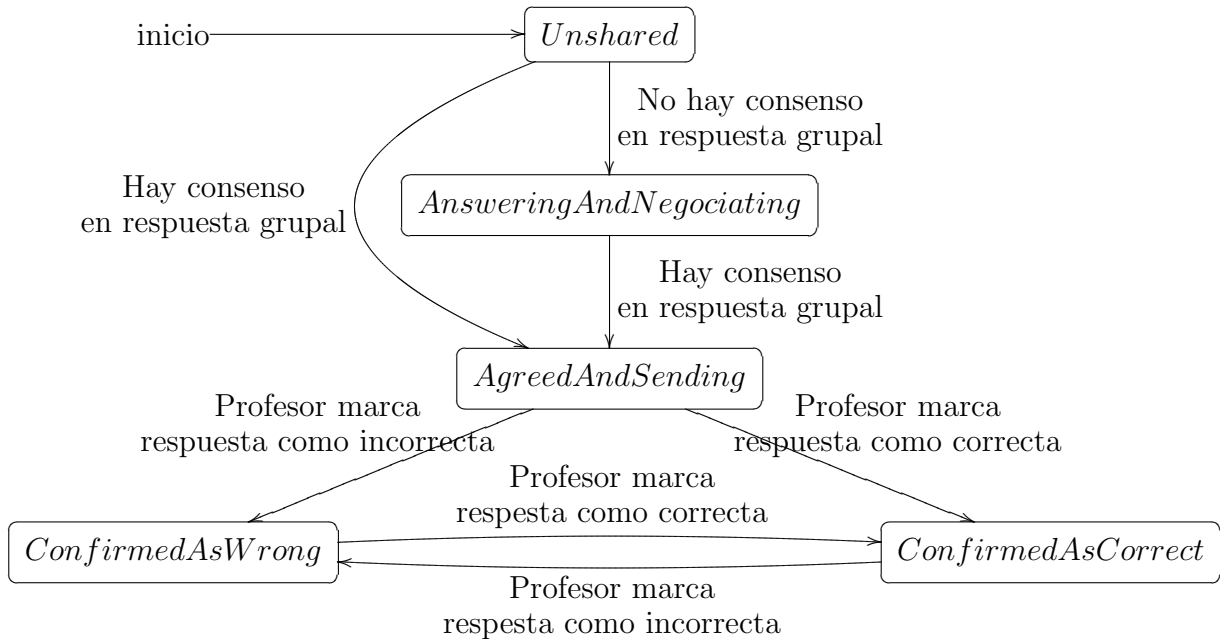 inicio
Unshared
No hay consenso
en respuesta grupal
Hay consenso
en respuesta grupal
AnsweringAndNegociating
Hay consenso
en respuesta grupal
AgreedAndSending
Profesor marca
respuesta como incorrecta
Profesor marca
respuesta como correcta
Profesor marca
respesta como correcta
ConfirmedAsWrong
ConfirmedAsCorrect
Profesor marca
respesta como incorrecta